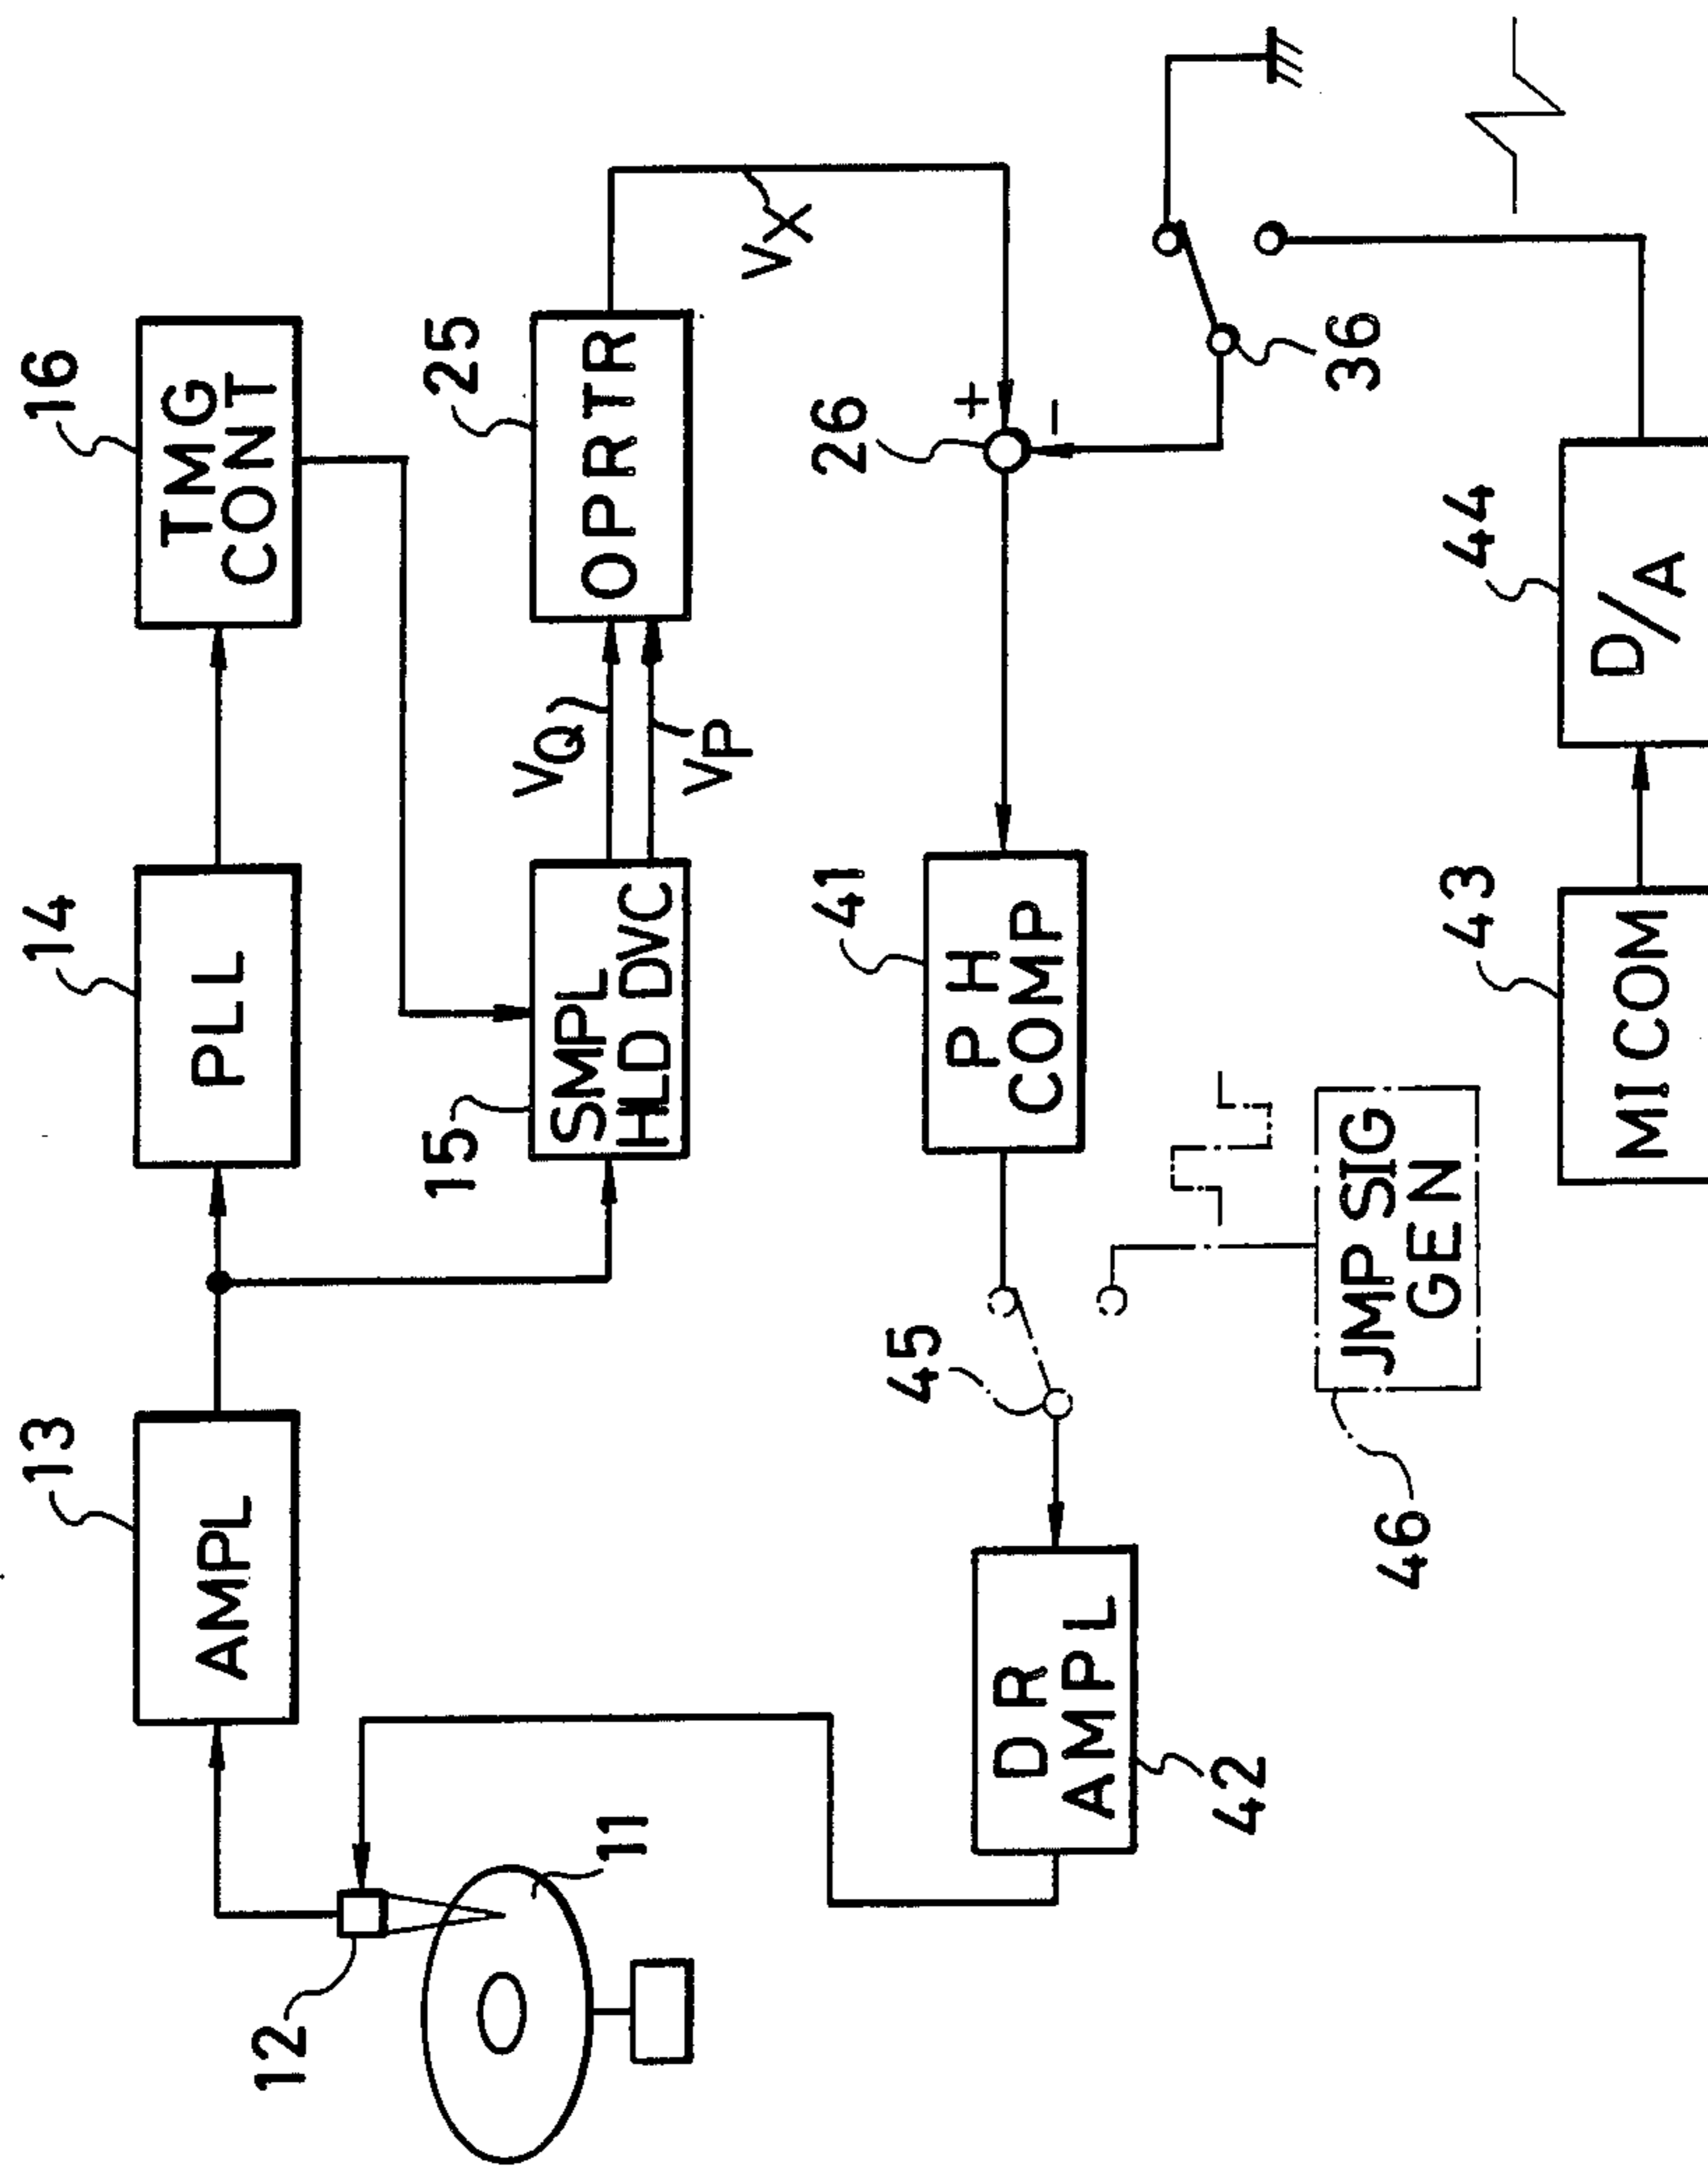 12
11
13
AMPL
14
PLL
16
TMG
CONT
15
SMPL
HLD DVC
VQ
VP
25
OPRTR
VX
26
+
−
41
PH
COMP
45
42
DR
AMPL
46
JMP SIG
GEN
36
43
MICOM
44
D/A